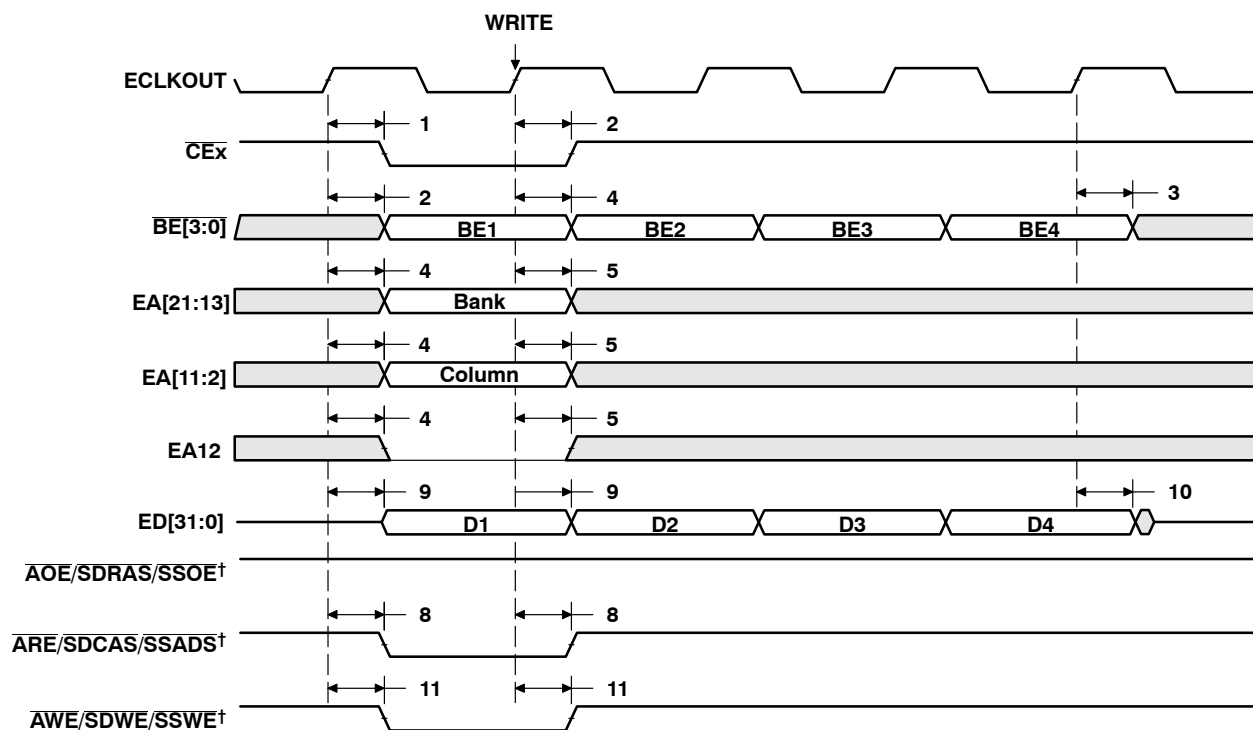 WRITE
ECLKOUT
1 2
CEx
2 4 3
BE[3:0] BE1 BE2 BE3 BE4
4 5
EA[21:13] Bank
4 5
EA[11:2] Column
4 5
EA12
9 9 10
ED[31:0] D1 D2 D3 D4
AOE/SDRAS/SSOE†
8 8
ARE/SDCAS/SSADS†
11 11
AWE/SDWE/SSWE†